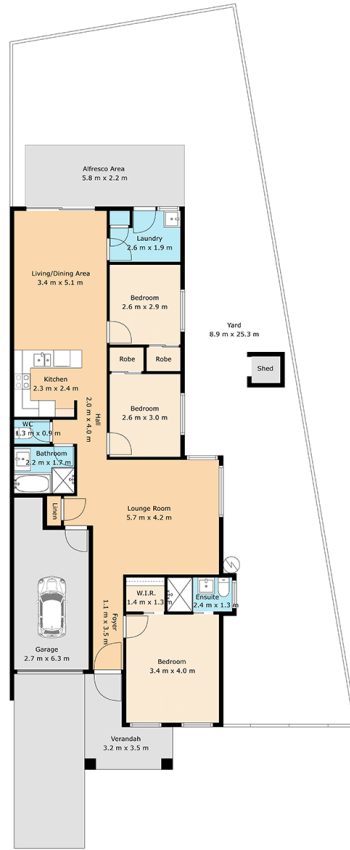 Alfresco Area
5.8 m x 2.2 m
Laundry
2.6 m x 1.9 m
Living/Dining Area
3.4 m x 5.1 m
Bedroom
2.6 m x 2.9 m
Yard
8.9 m x 25.3 m
Robe
Robe
Shed
Kitchen
2.3 m x 2.4 m
Hall
2.0 m x 4.0 m
Bedroom
2.6 m x 3.0 m
WC
1.3 m x 0.9 m
Bathroom
2.2 m x 1.7 m
Linen
Lounge Room
5.7 m x 4.2 m
W.I.R.
1.4 m x 1.3 m
Ensuite
2.4 m x 1.3 m
Foyer
1.1 m x 3.5 m
Garage
2.7 m x 6.3 m
Bedroom
3.4 m x 4.0 m
Verandah
3.2 m x 3.5 m